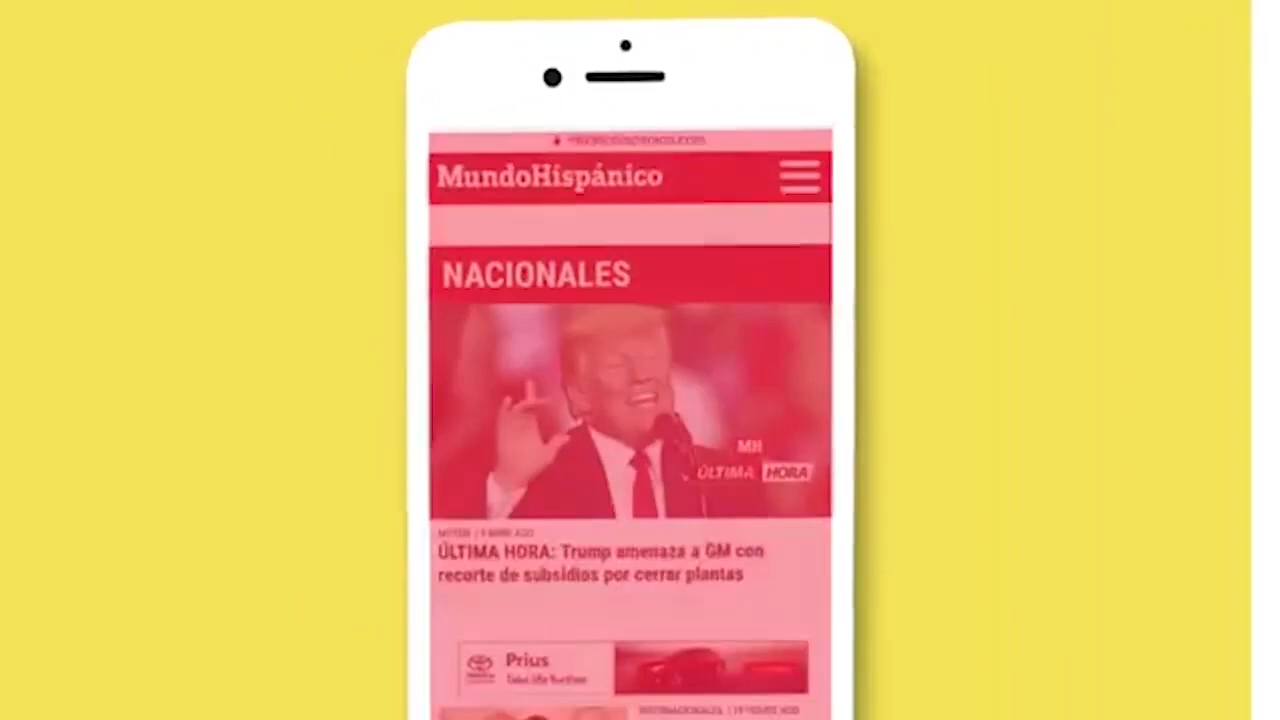 MundoHispánico
NACIONALES
MH
ÚLTIMA HORA
ÚLTIMA HORA: Trump amenaza a GM con
recorte de subsidios por cerrar plantas
Prius